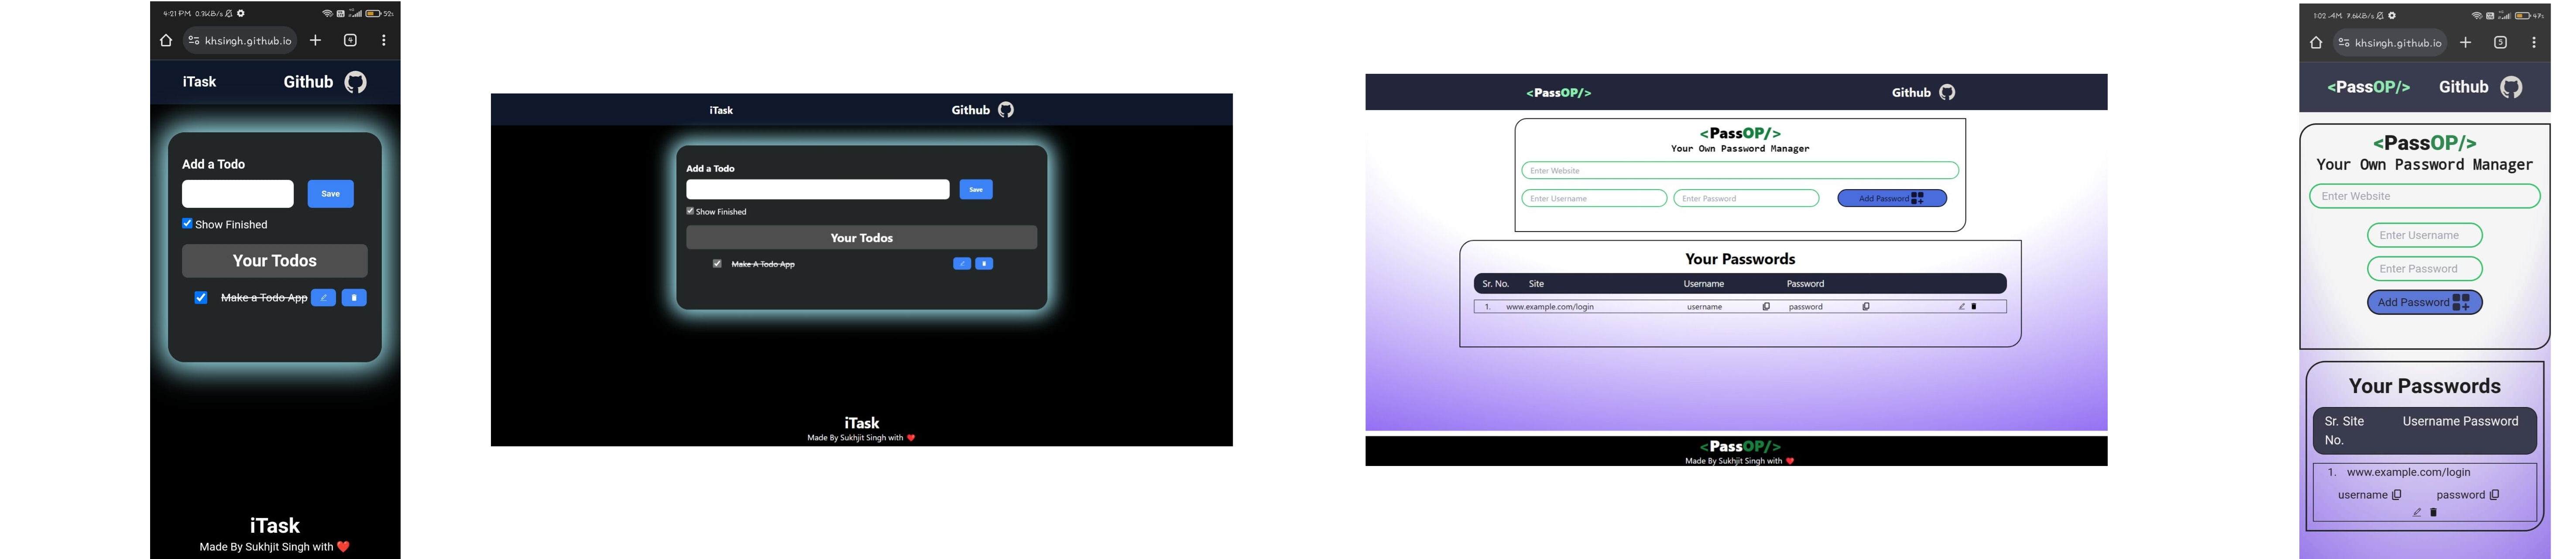 4:21 PM 0.3KB/s
52
khsingh.github.io
4
iTask
Github
Add a Todo
Save
Show Finished
Your Todos
Make a Todo App
iTask
Made By Sukhjit Singh with ❤️
iTask
Github
Add a Todo
Save
Show Finished
Your Todos
Make A Todo App
iTask
Made By Sukhjit Singh with ❤️
<PassOP/>
Github
<PassOP/>
Your Own Password Manager
Enter Website
Enter Username
Enter Password
Add Password
Your Passwords
Sr. No. Site Username Password
1. www.example.com/login username password
<PassOP/>
Made By Sukhjit Singh with ❤️
1:02 AM 7.6KB/s
47
khsingh.github.io
5
<PassOP/>
Github
<PassOP/>
Your Own Password Manager
Enter Website
Enter Username
Enter Password
Add Password
Your Passwords
Sr. Site Username Password
No.
1. www.example.com/login
username password